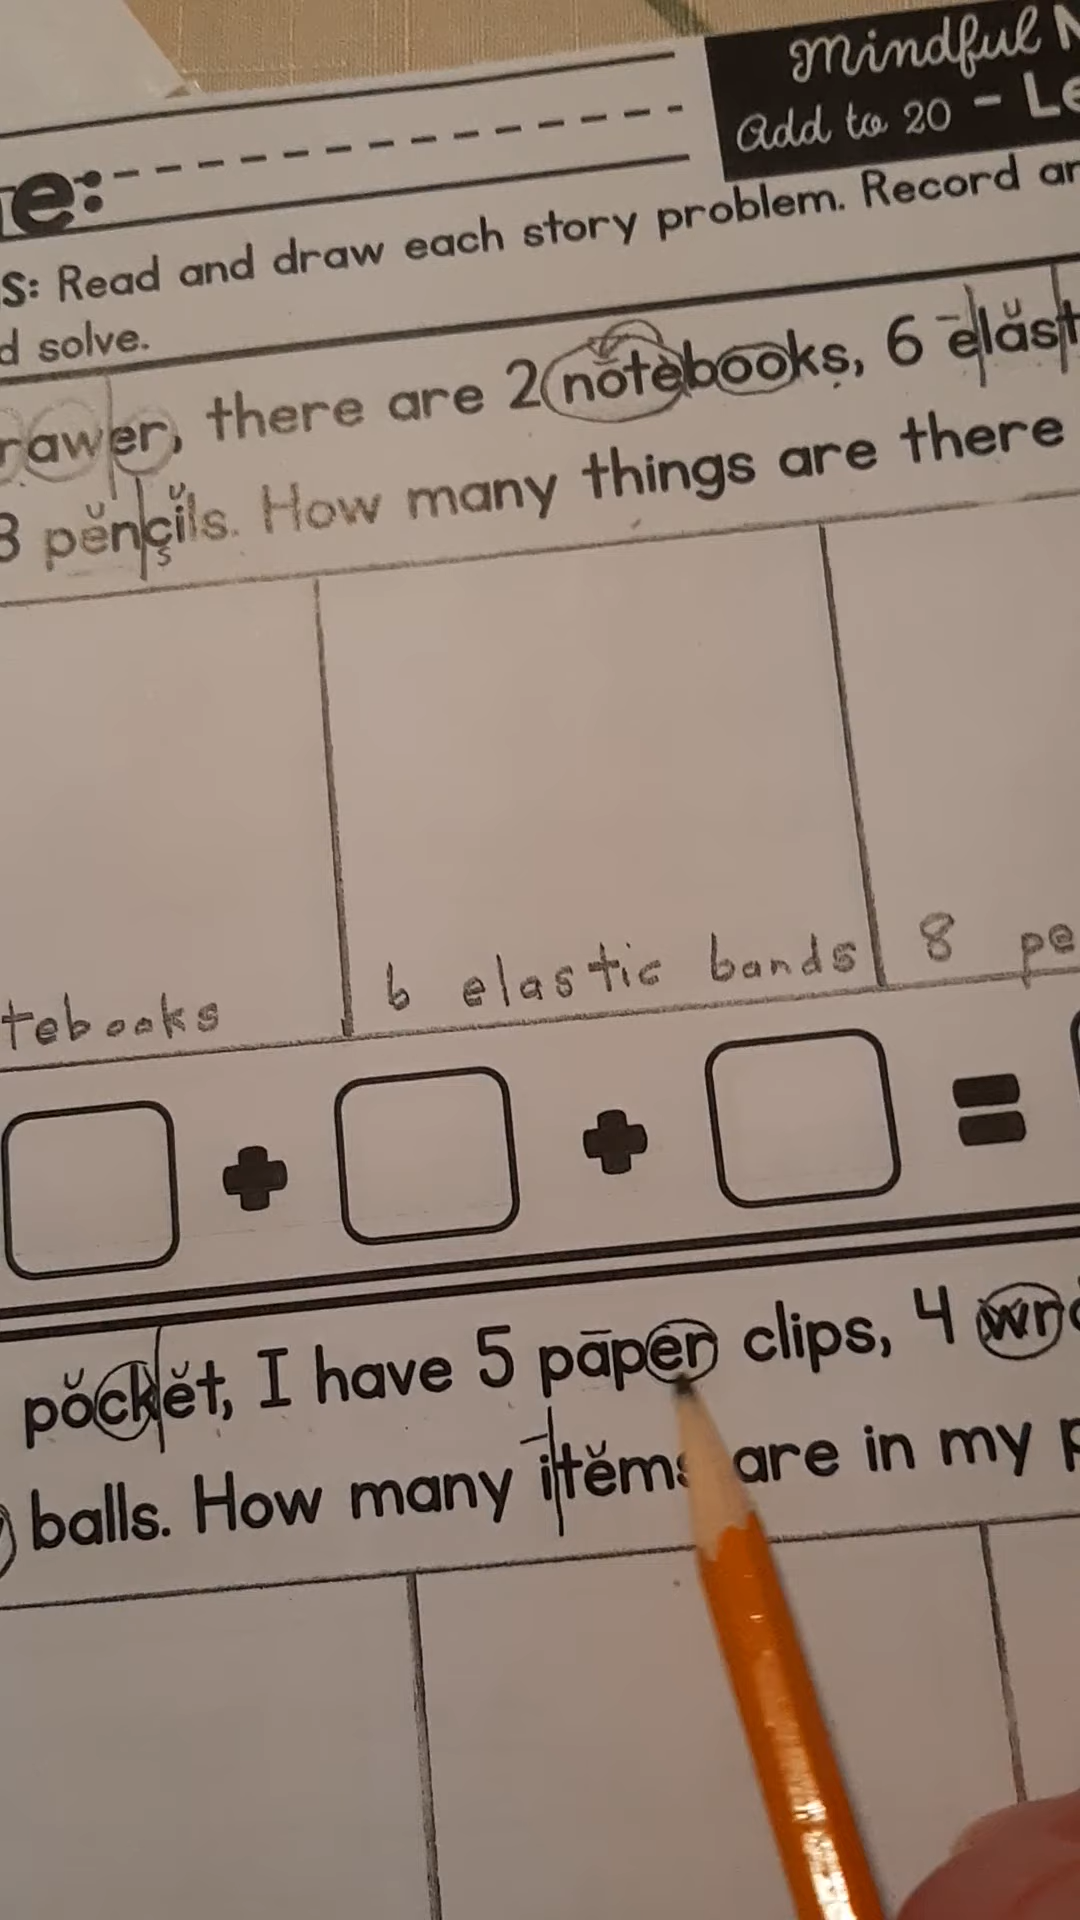 Mindful
Add to 20 -
e:
s: Read and draw each story problem. Record
d solve.
rawer, there are 2 notebooks, 6 elast
8 pencils. How many things are there
tebooks
6 elastic bands
8 pe
+ + =
pocket, I have 5 paper clips, 4 wr
balls. How many items are in my p